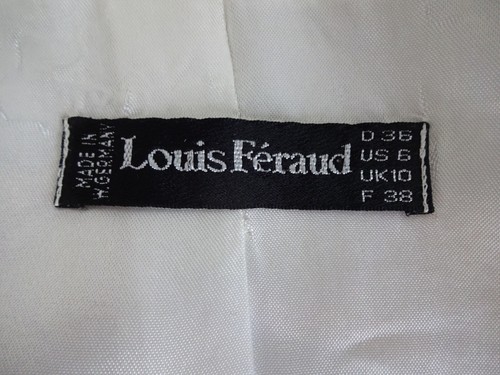 MADE IN
W. GERMANY
Louis Féraud
D 36
US 6
UK10
F 38